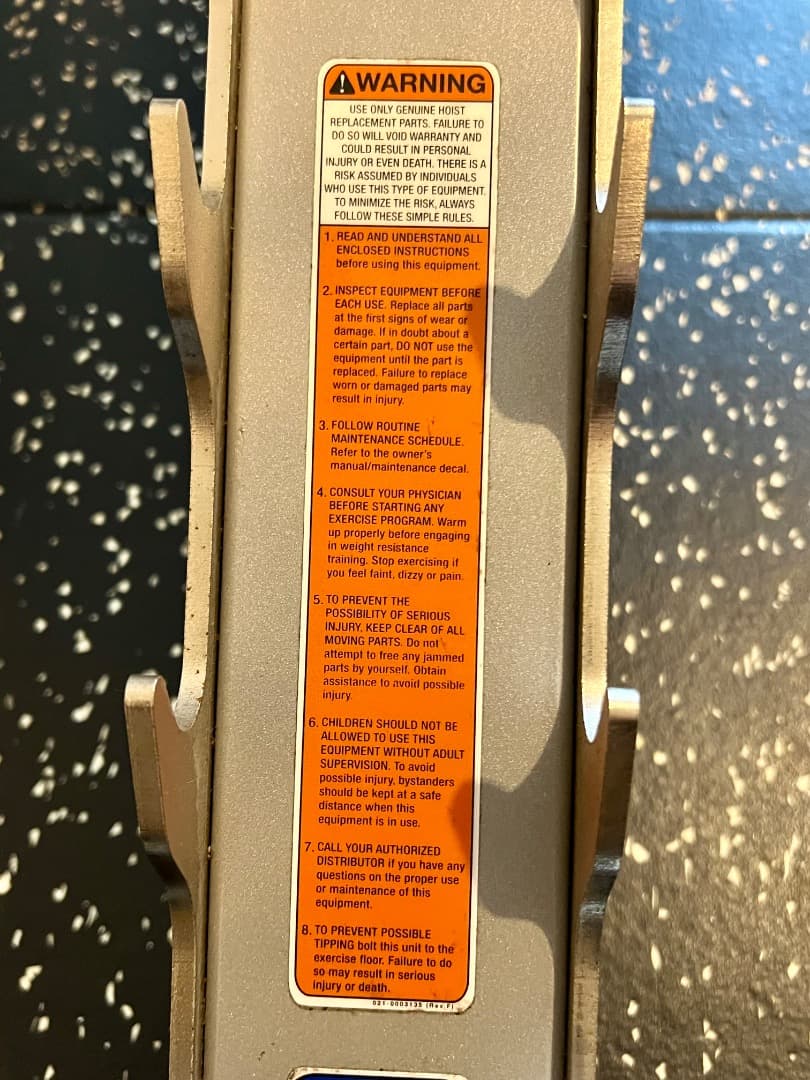 WARNING
USE ONLY GENUINE HOIST
REPLACEMENT PARTS. FAILURE TO
DO SO WILL VOID WARRANTY AND
COULD RESULT IN PERSONAL
INJURY OR EVEN DEATH. THERE IS A
RISK ASSUMED BY INDIVIDUALS
WHO USE THIS TYPE OF EQUIPMENT.
TO MINIMIZE THE RISK, ALWAYS
FOLLOW THESE SIMPLE RULES.
1. READ AND UNDERSTAND ALL
ENCLOSED INSTRUCTIONS
before using this equipment.
2. INSPECT EQUIPMENT BEFORE
EACH USE. Replace all parts
at the first signs of wear or
damage. If in doubt about a
certain part, DO NOT use the
equipment until the part is
replaced. Failure to replace
worn or damaged parts may
result in injury.
3. FOLLOW ROUTINE
MAINTENANCE SCHEDULE.
Refer to the owner's
manual/maintenance decal.
4. CONSULT YOUR PHYSICIAN
BEFORE STARTING ANY
EXERCISE PROGRAM. Warm
up properly before engaging
in weight resistance
training. Stop exercising if
you feel faint, dizzy or pain.
5. TO PREVENT THE
POSSIBILITY OF SERIOUS
INJURY, KEEP CLEAR OF ALL
MOVING PARTS. Do not
attempt to free any jammed
parts by yourself. Obtain
assistance to avoid possible
injury.
6. CHILDREN SHOULD NOT BE
ALLOWED TO USE THIS
EQUIPMENT WITHOUT ADULT
SUPERVISION. To avoid
possible injury, bystanders
should be kept at a safe
distance when this
equipment is in use.
7. CALL YOUR AUTHORIZED
DISTRIBUTOR if you have any
questions on the proper use
or maintenance of this
equipment.
8. TO PREVENT POSSIBLE
TIPPING bolt this unit to the
exercise floor. Failure to do
so may result in serious
injury or death.
021-0003135 (Rev.F)